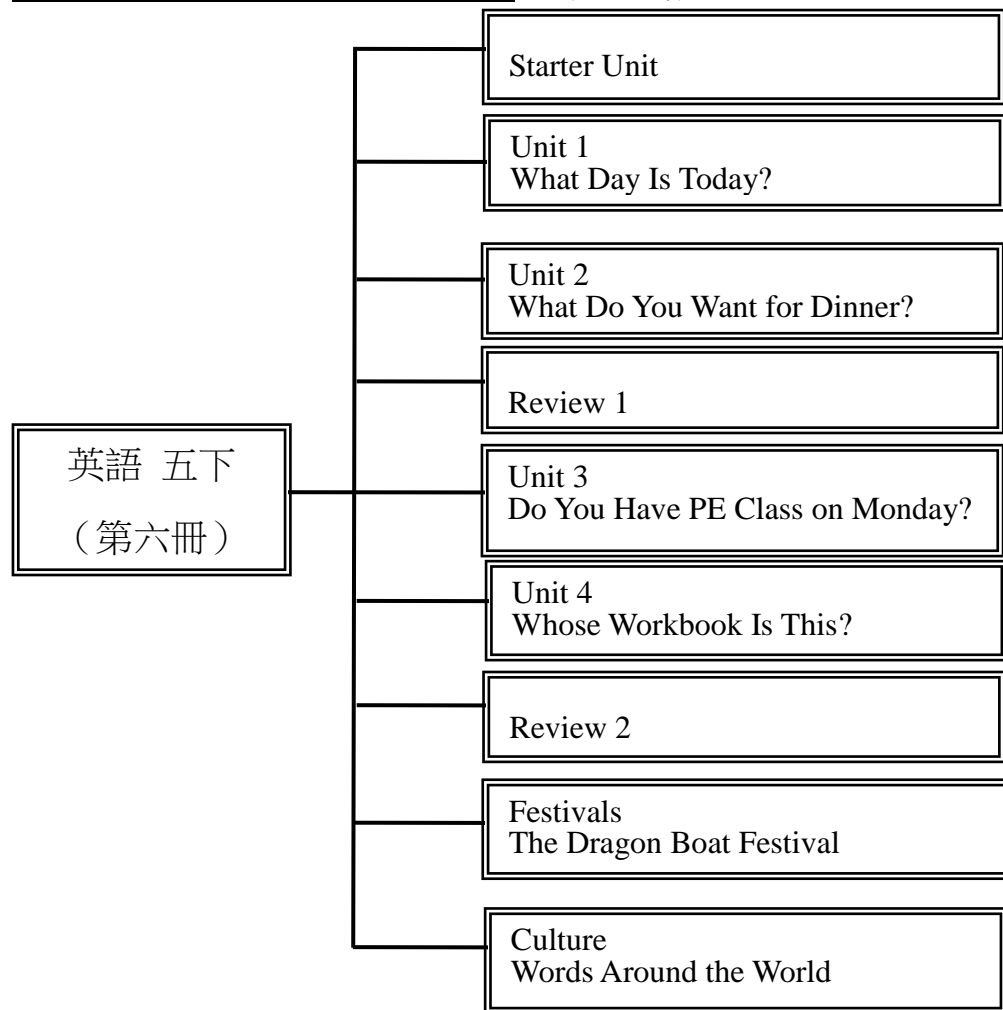 Starter Unit
Unit 1
What Day Is Today?
Unit 2
What Do You Want for Dinner?
Review 1
英語 五下
（第六冊）
Unit 3
Do You Have PE Class on Monday?
Unit 4
Whose Workbook Is This?
Review 2
Festivals
The Dragon Boat Festival
Culture
Words Around the World